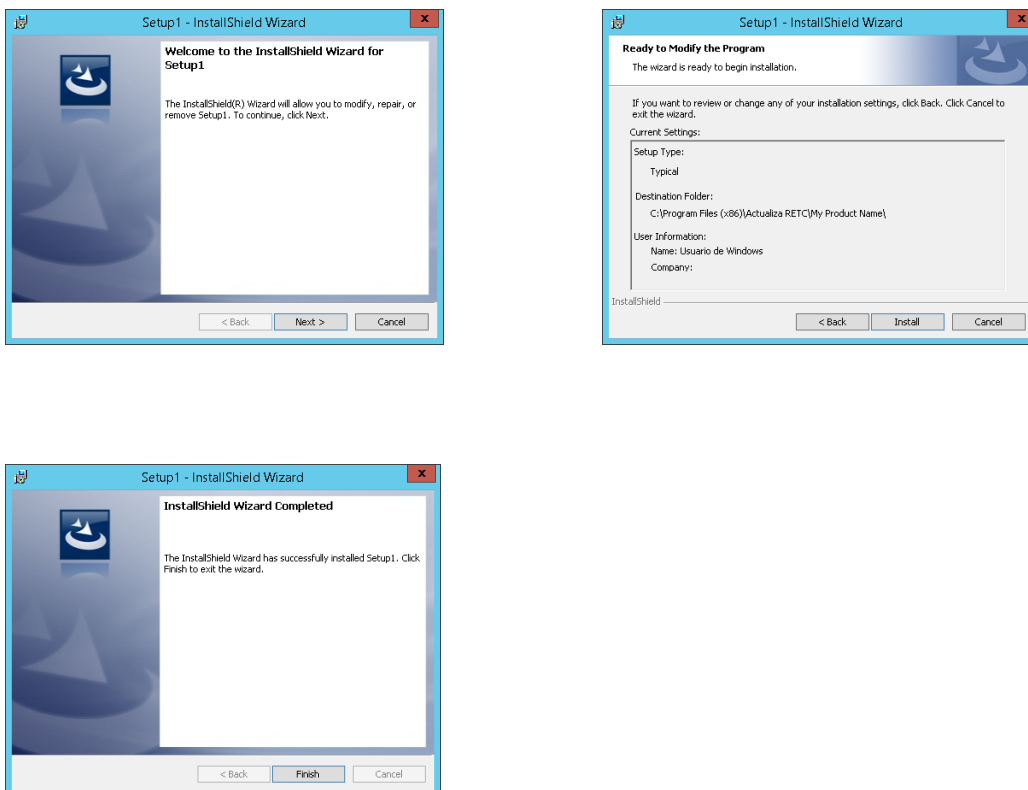 Setup1 - InstallShield Wizard
Welcome to the InstallShield Wizard for
Setup1
The InstallShield(R) Wizard will allow you to modify, repair, or
remove Setup1. To continue, click Next.
< Back
Next >
Cancel
Setup1 - InstallShield Wizard
Ready to Modify the Program
The wizard is ready to begin installation.
If you want to review or change any of your installation settings, click Back. Click Cancel to
exit the wizard.
Current Settings:
Setup Type:
Typical
Destination Folder:
C:\Program Files (x86)\Actualiza RETC\My Product Name\
User Information:
Name: Usuario de Windows
Company:
InstallShield
< Back
Install
Cancel
Setup1 - InstallShield Wizard
InstallShield Wizard Completed
The InstallShield Wizard has successfully installed Setup1. Click
Finish to exit the wizard.
< Back
Finish
Cancel